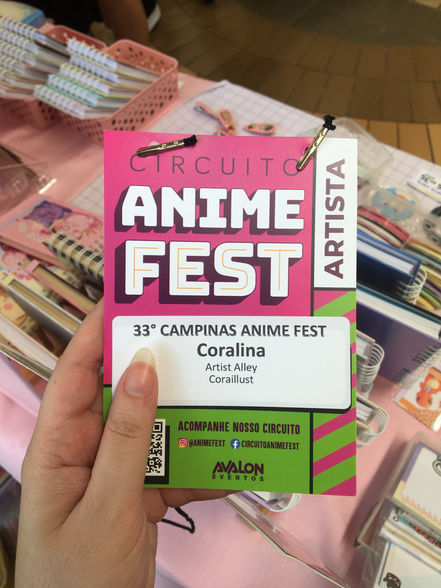 CIRCUITO
ANIME
FEST
ARTISTA
33° CAMPINAS ANIME FEST
Coralina
Artist Alley
Coraillust
ACOMPANHE NOSSO CIRCUITO
@ANIMEFEST CIRCUITOANIMEFEST
AVALON
EVENTOS